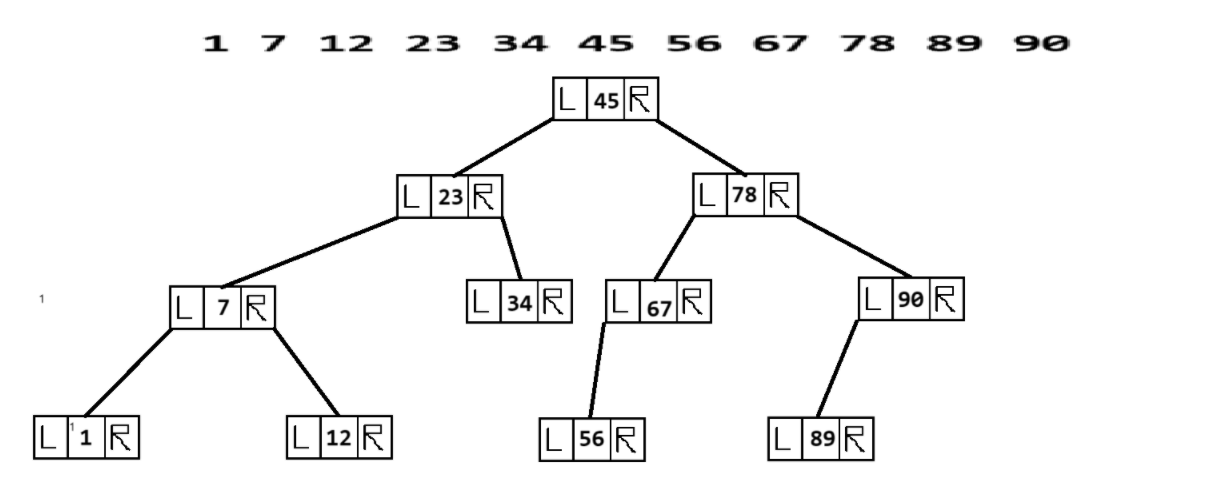 1 7 12 23 34 45 56 67 78 89 90
L 45 R
L 23 R L 78 R
L 34 R L 67 R L 90 R
1 L 7 R
L 1 1 R L 12 R L 56 R L 89 R